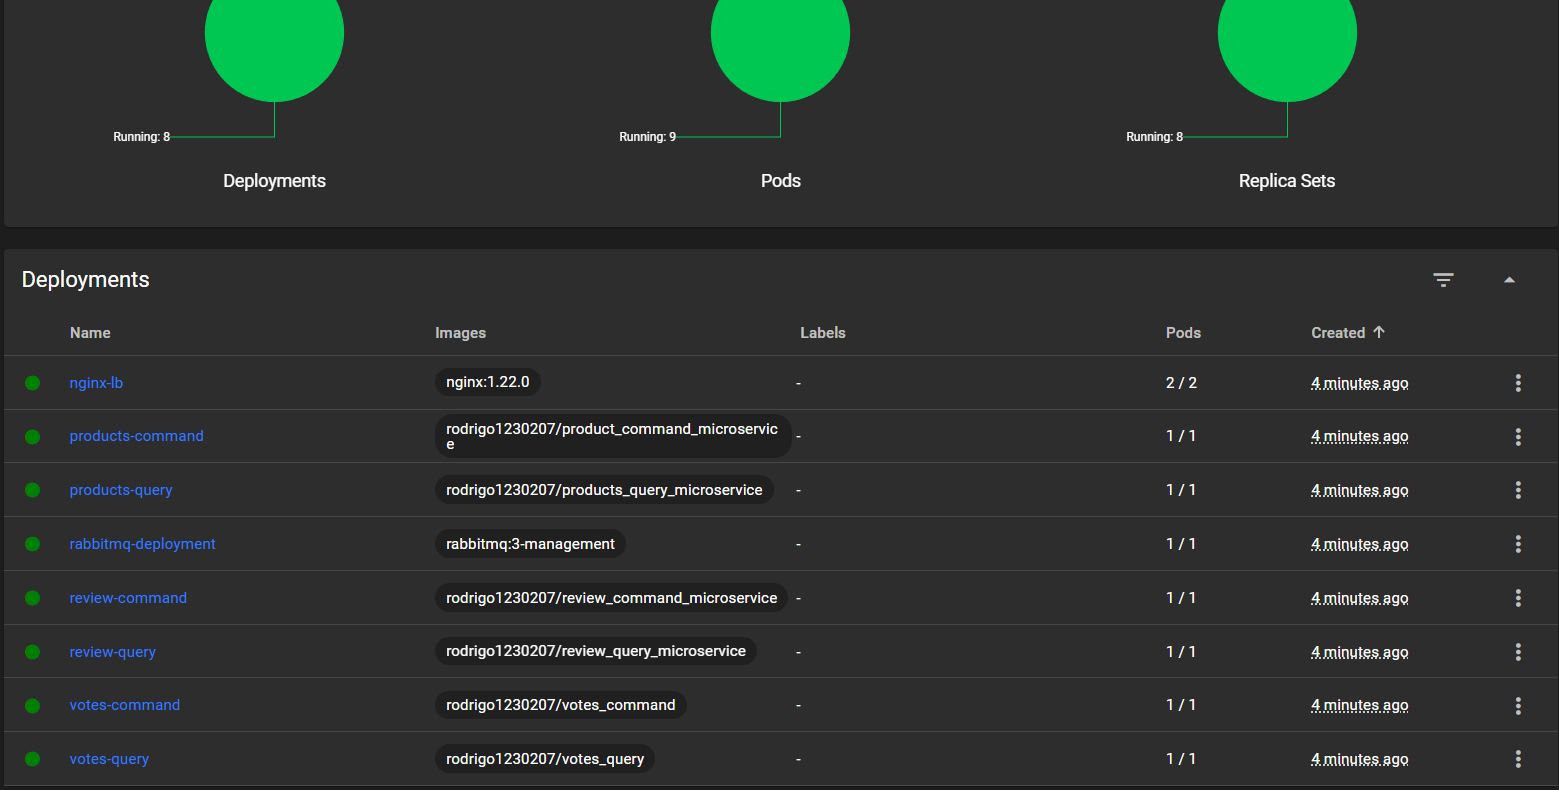 Running: 8
Running: 9
Running: 8
Deployments
Pods
Replica Sets
Deployments
Name Images Labels Pods Created
nginx-lb nginx:1.22.0 - 2 / 2 4 minutes ago
products-command rodrigo1230207/product_command_microservic
e - 1 / 1 4 minutes ago
products-query rodrigo1230207/products_query_microservice - 1 / 1 4 minutes ago
rabbitmq-deployment rabbitmq:3-management - 1 / 1 4 minutes ago
review-command rodrigo1230207/review_command_microservice - 1 / 1 4 minutes ago
review-query rodrigo1230207/review_query_microservice - 1 / 1 4 minutes ago
votes-command rodrigo1230207/votes_command - 1 / 1 4 minutes ago
votes-query rodrigo1230207/votes_query - 1 / 1 4 minutes ago